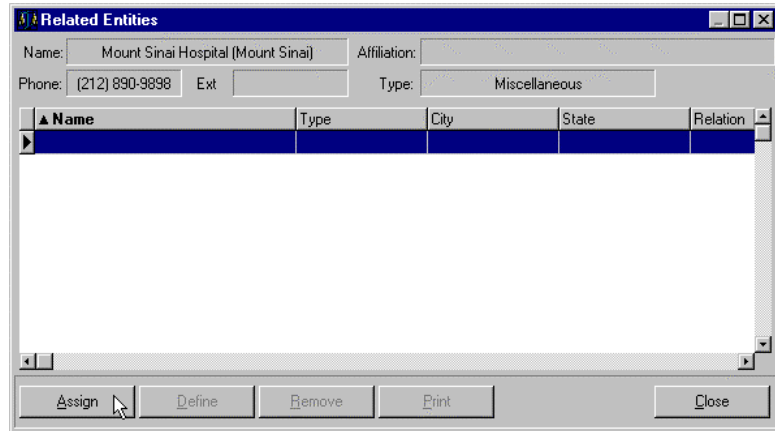 Related Entities
Name: Mount Sinai Hospital (Mount Sinai) Affiliation:
Phone: (212) 890-9898 Ext Type: Miscellaneous
▲ Name Type City State Relation
Assign Define Remove Print Close